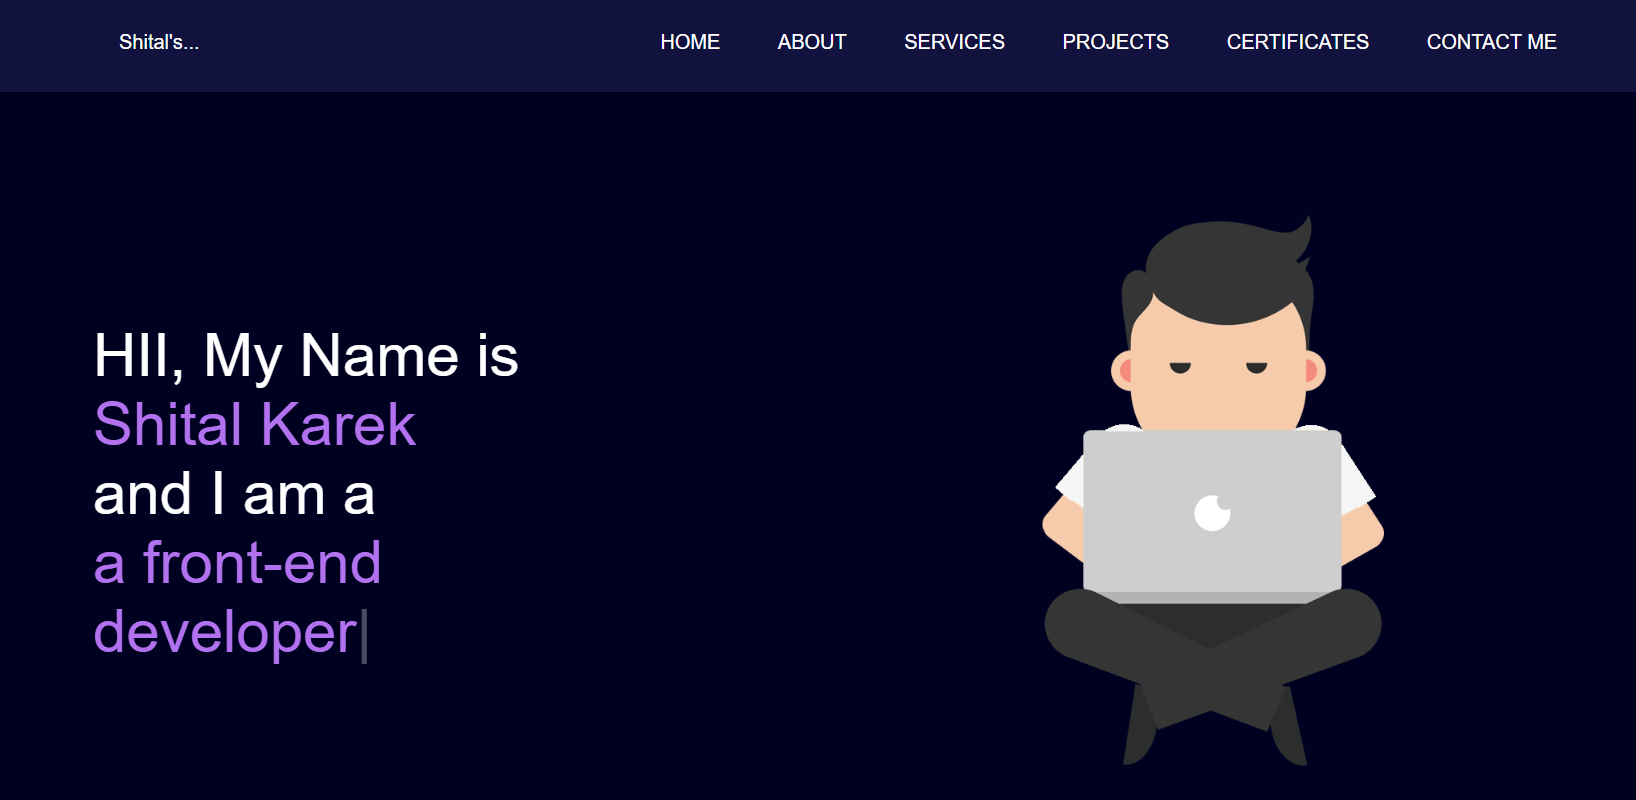 Shital's...
HOME ABOUT SERVICES PROJECTS CERTIFICATES CONTACT ME
HII, My Name is
Shital Karek
and I am a
a front-end
developer|